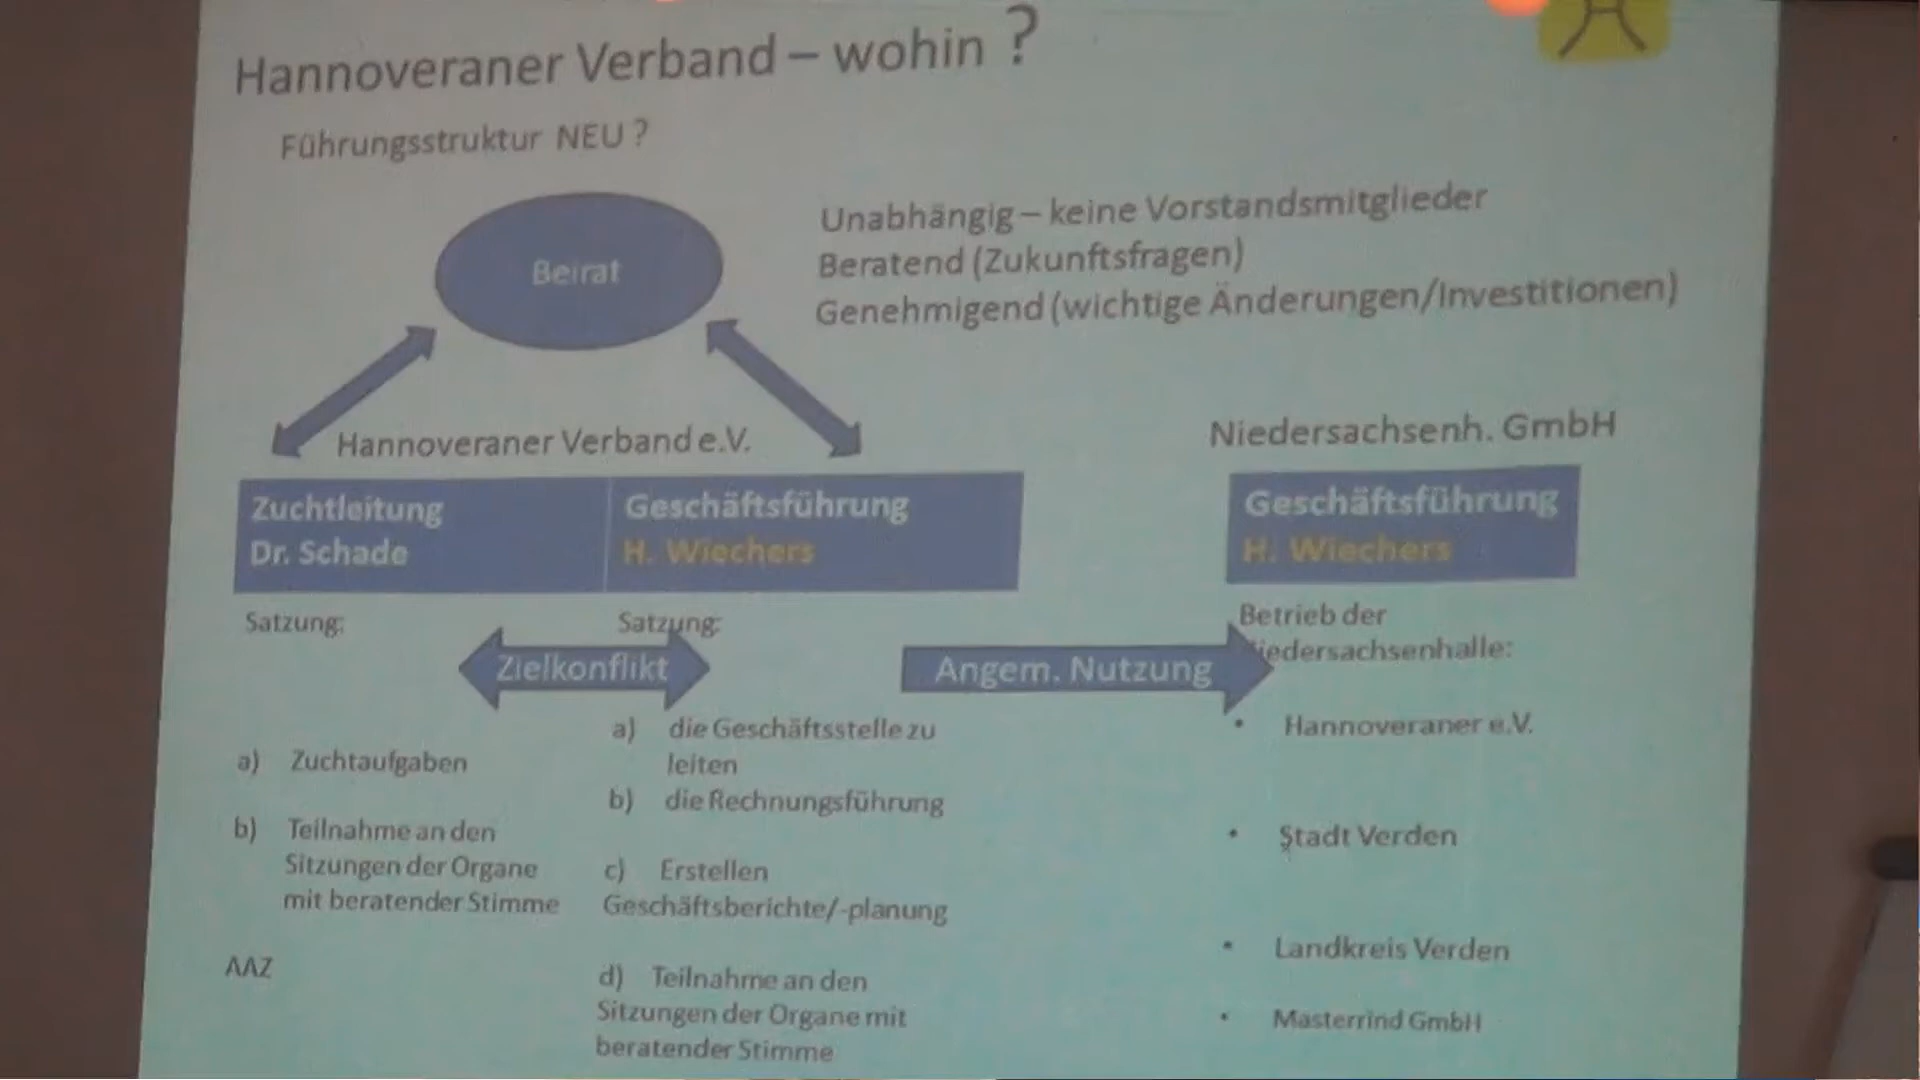 Hannoveraner Verband – wohin ?
Führungsstruktur NEU ?
Beirat
Unabhängig – keine Vorstandsmitglieder
Beratend (Zukunftsfragen)
Genehmigend (wichtige Änderungen/Investitionen)
Hannoveraner Verband e.V.
Zuchtleitung
Dr. Schade
Geschäftsführung
H. Wiechers
Niedersachsenh. GmbH
Geschäftsführung
H. Wiechers
Satzung:
Satzung:
Zielkonflikt
Angem. Nutzung
Betrieb der
iedersachsenhalle:
a) Zuchtaufgaben
b) Teilnahme an den
Sitzungen der Organe
mit beratender Stimme
AAZ
a) die Geschäftsstelle zu
leiten
b) die Rechnungsführung
c) Erstellen
Geschäftsberichte/-planung
d) Teilnahme an den
Sitzungen der Organe mit
beratender Stimme
• Hannoveraner e.V.
• Stadt Verden
• Landkreis Verden
• Masterrind GmbH